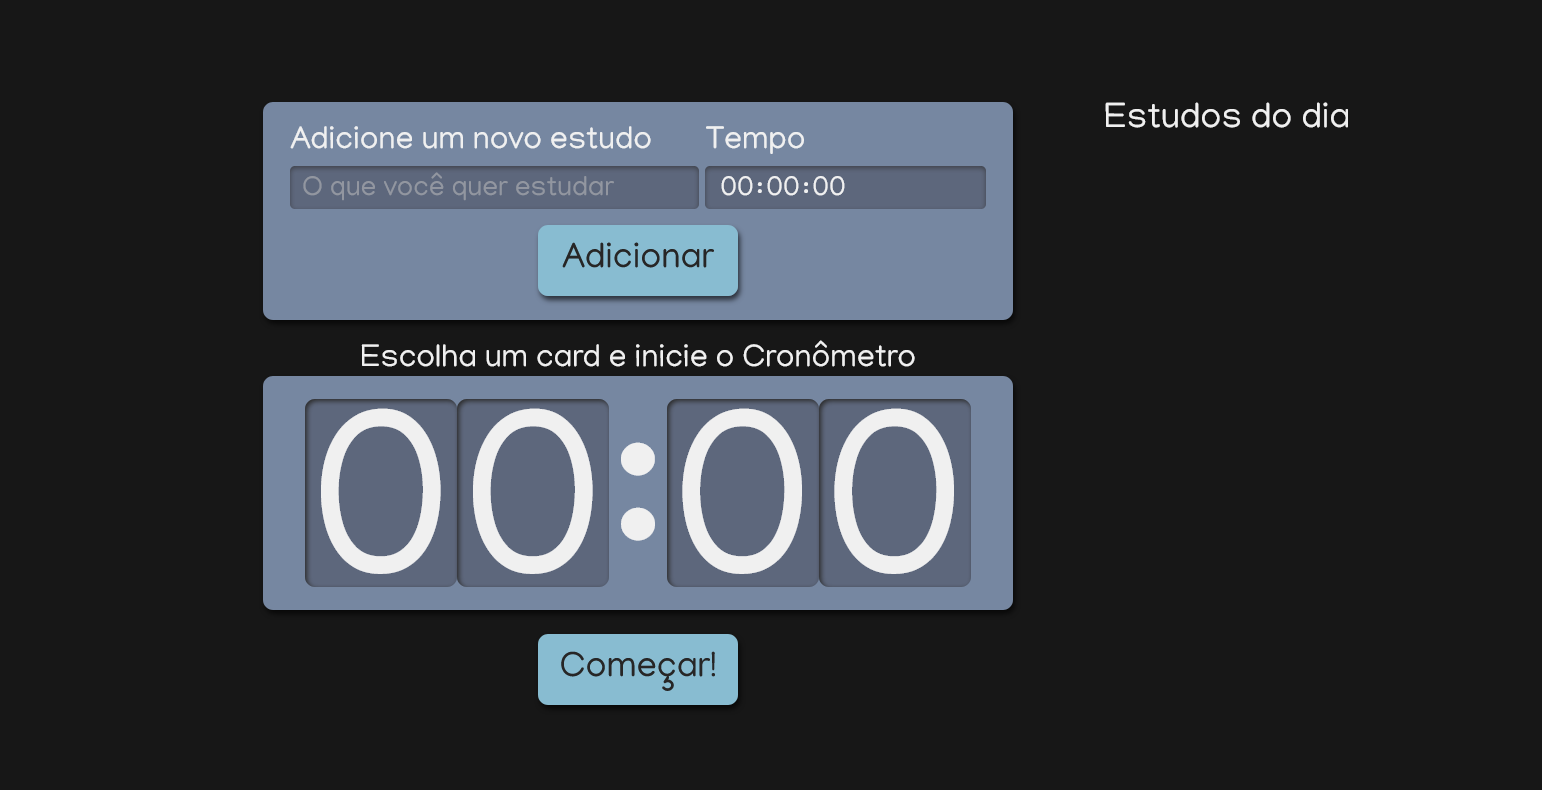 Adicione um novo estudo
Tempo
O que você quer estudar
00:00:00
Adicionar
Escolha um card e inicie o Cronômetro
00:00
Começar!
Estudos do dia